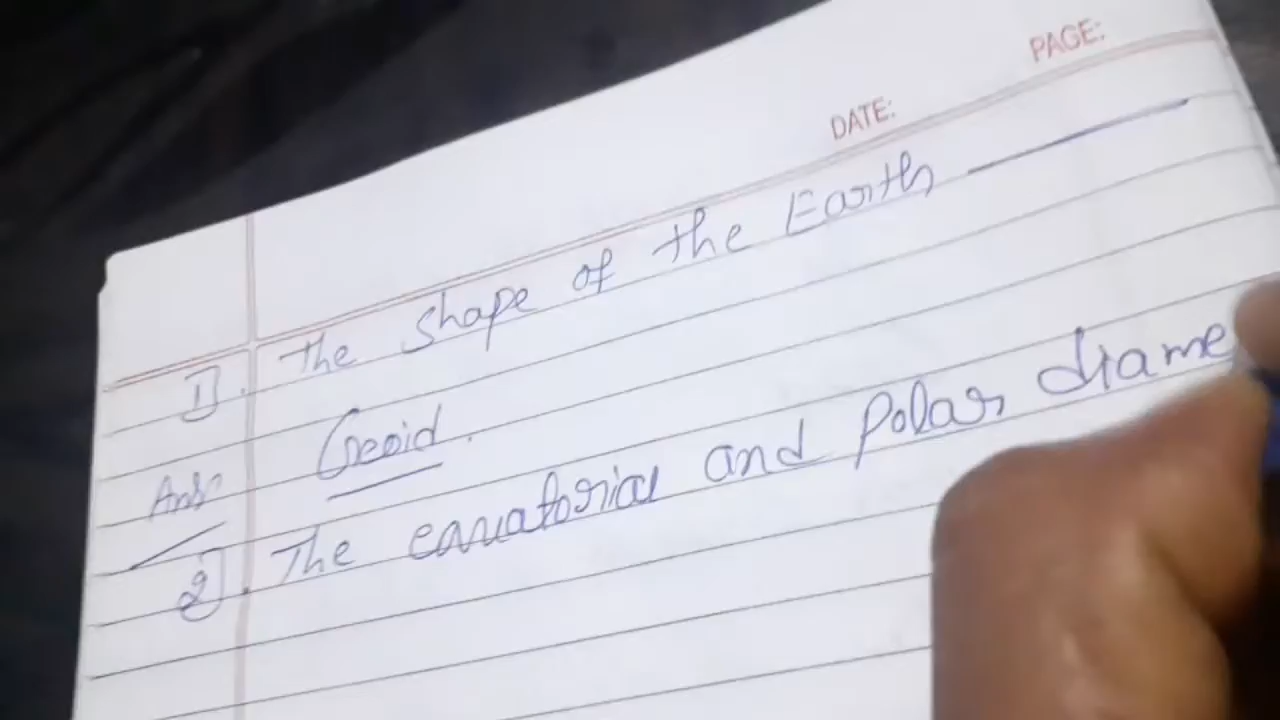 PAGE:
DATE:
1). The shape of the Earth ———
Ans: Geoid.
2). The equatorial and Polar diame